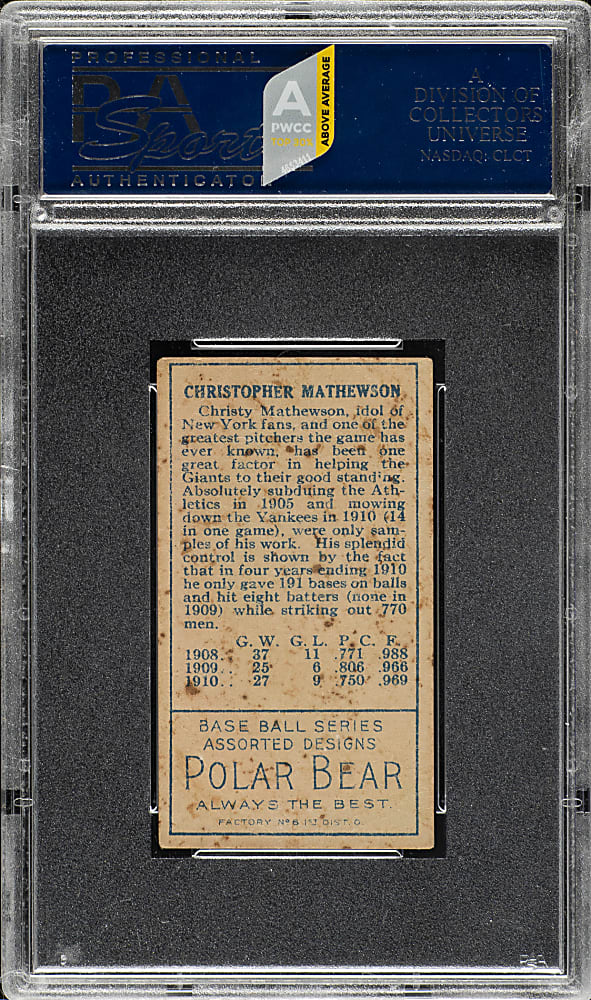 PROFESSIONAL
PSA
Sports
AUTHENTICATOR
A
PWCC
TOP 30%
ABOVE AVERAGE
A
DIVISION OF
COLLECTORS
UNIVERSE
NASDAQ: CLCT
CHRISTOPHER MATHEWSON
Christy Mathewson, idol of
New York fans, and one of the
greatest pitchers the game has
ever known, has been one
great factor in helping the
Giants to their good standing.
Absolutely subduing the Ath-
letics in 1905 and mowing
down the Yankees in 1910 (14
in one game), were only sam-
ples of his work. His splendid
control is shown by the fact
that in four years ending 1910
he only gave 191 bases on balls
and hit eight batters (none in
1909) while striking out 770
men.
G. W. G. L. P. C. F.
1908.. 37 11 .771 .988
1909.. 25 6 .806 .966
1910.. 27 9 .750 .969
BASE BALL SERIES
ASSORTED DESIGNS
POLAR BEAR
ALWAYS THE BEST.
FACTORY Nº 6 1ST DIST. O.
PSA